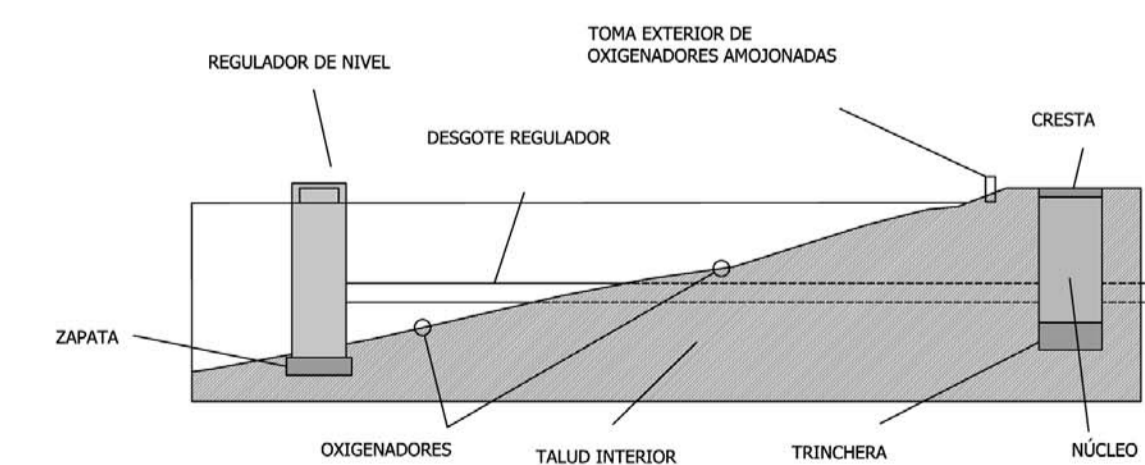 TOMA EXTERIOR DE
OXIGENADORES AMOJONADAS
REGULADOR DE NIVEL
CRESTA
DESGOTE REGULADOR
ZAPATA
OXIGENADORES
TALUD INTERIOR
TRINCHERA
NÚCLEO